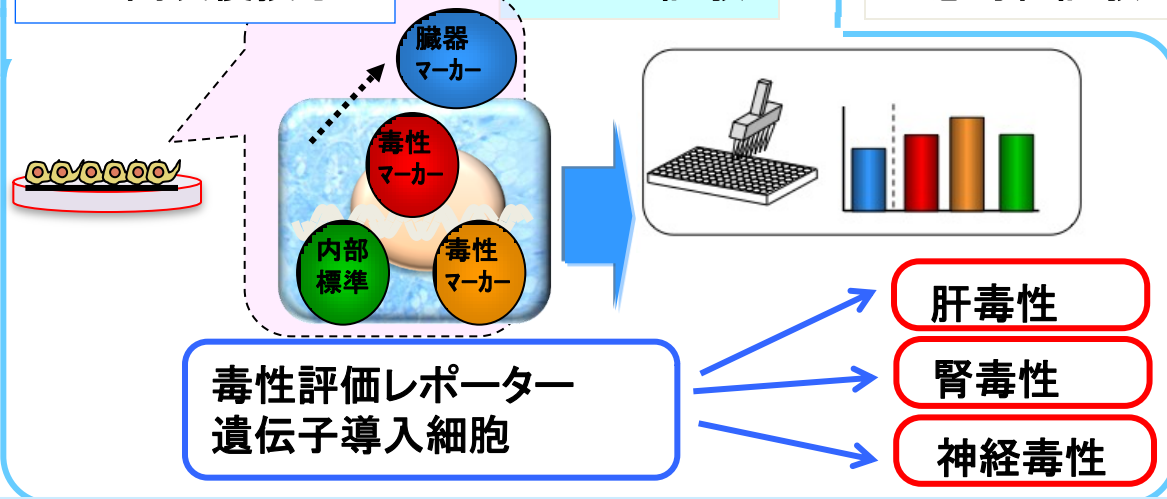 臓器
マーカー
毒性
マーカー
内部
標準
毒性
マーカー
毒性評価レポーター
遺伝子導入細胞
肝毒性
腎毒性
神経毒性